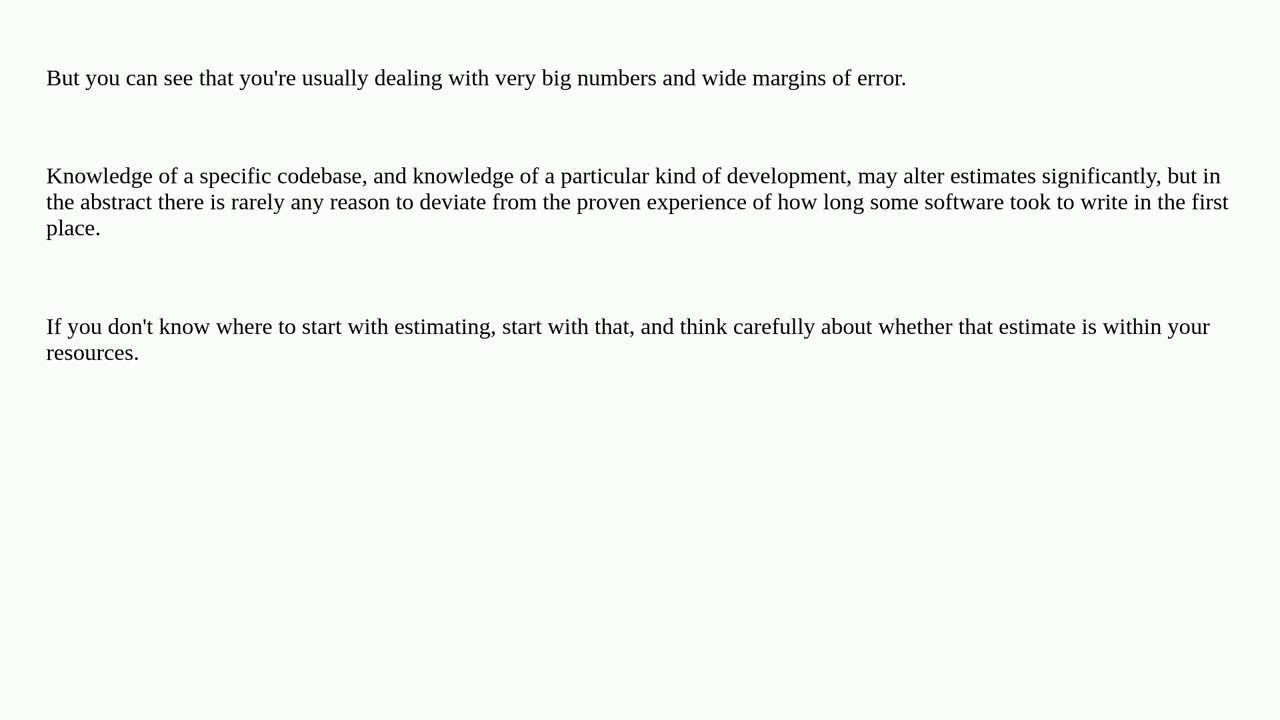 But you can see that you're usually dealing with very big numbers and wide margins of error.
Knowledge of a specific codebase, and knowledge of a particular kind of development, may alter estimates significantly, but in
the abstract there is rarely any reason to deviate from the proven experience of how long some software took to write in the first
place.
If you don't know where to start with estimating, start with that, and think carefully about whether that estimate is within your
resources.